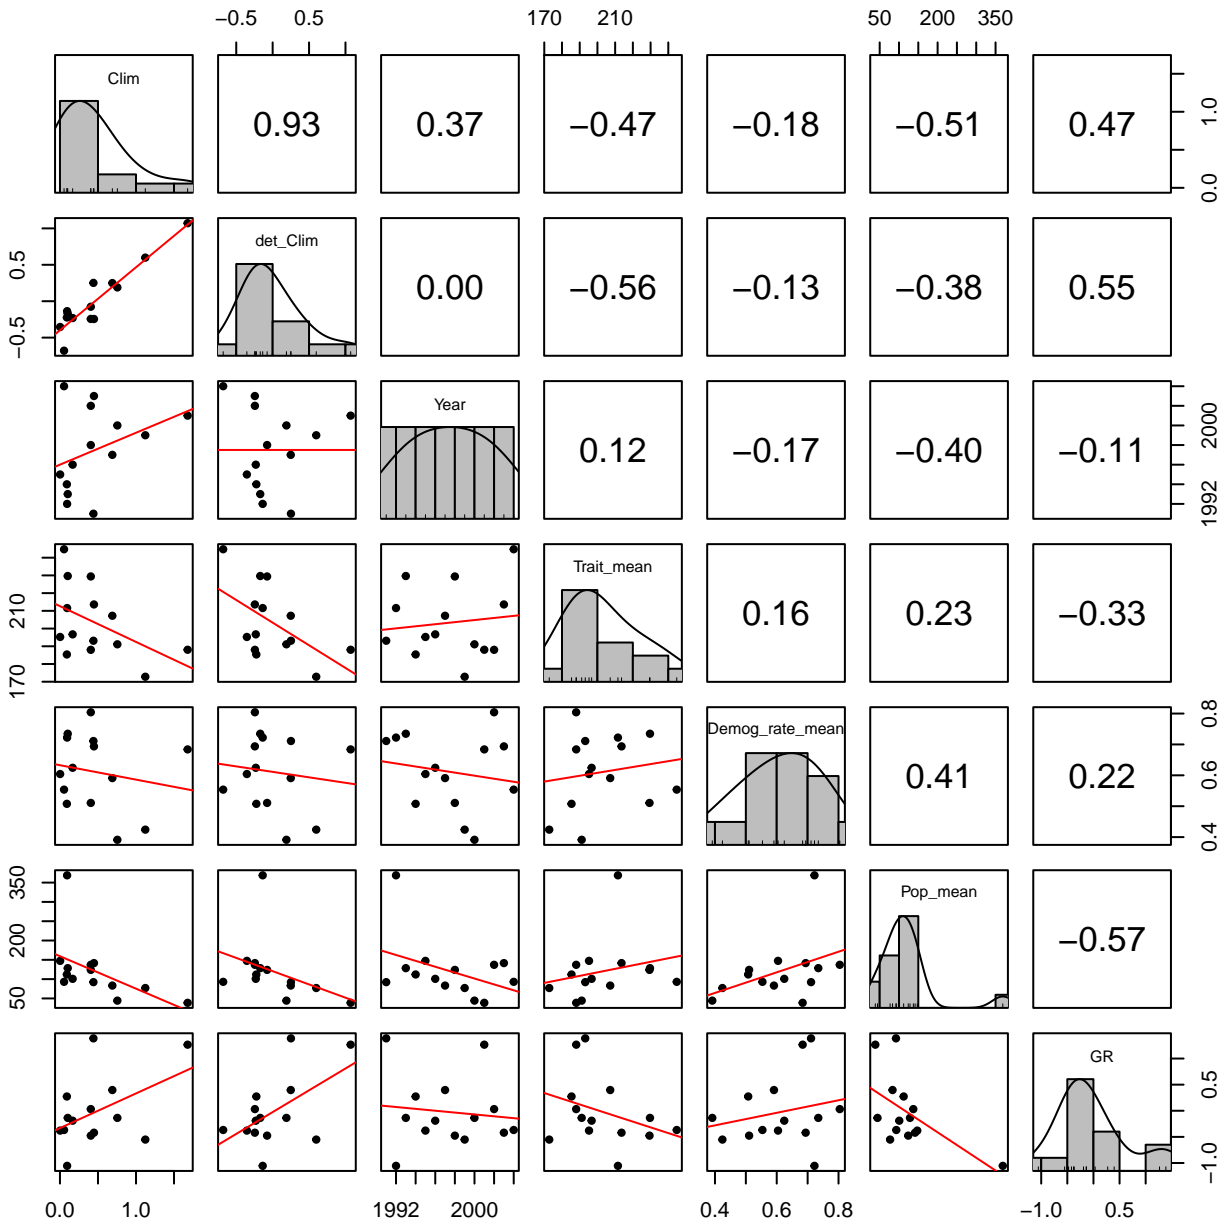 −0.5 0.5 170 210 50 200 350
Clim 0.93 0.37 −0.47 −0.18 −0.51 0.47 0.0 1.0
−0.5 0.5 det_Clim 0.00 −0.56 −0.13 −0.38 0.55
Year 0.12 −0.17 −0.40 −0.11 1992 2000
170 210 Trait_mean 0.16 0.23 −0.33
Demog_rate_mean 0.41 0.22 0.4 0.6 0.8
50 200 350 Pop_mean −0.57
GR −1.0 0.5
0.0 1.0 1992 2000 0.4 0.6 0.8 −1.0 0.5